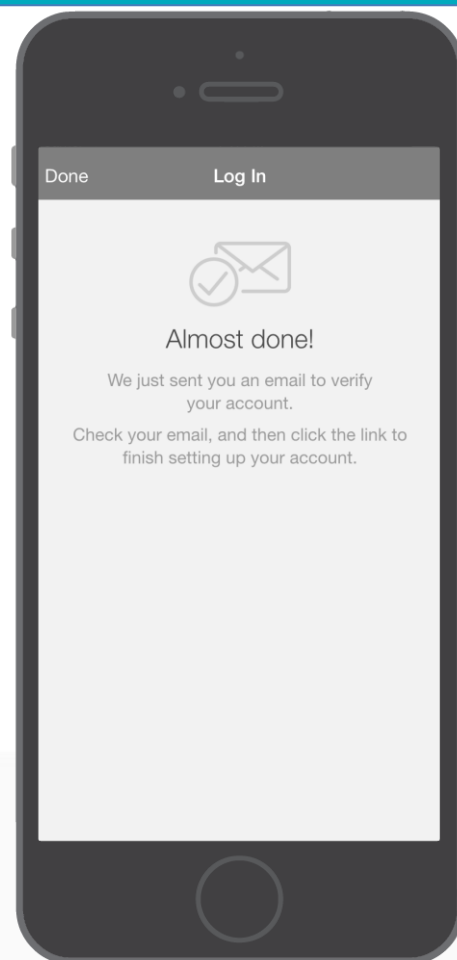 Done
Log In
Almost done!
We just sent you an email to verify
your account.
Check your email, and then click the link to
finish setting up your account.